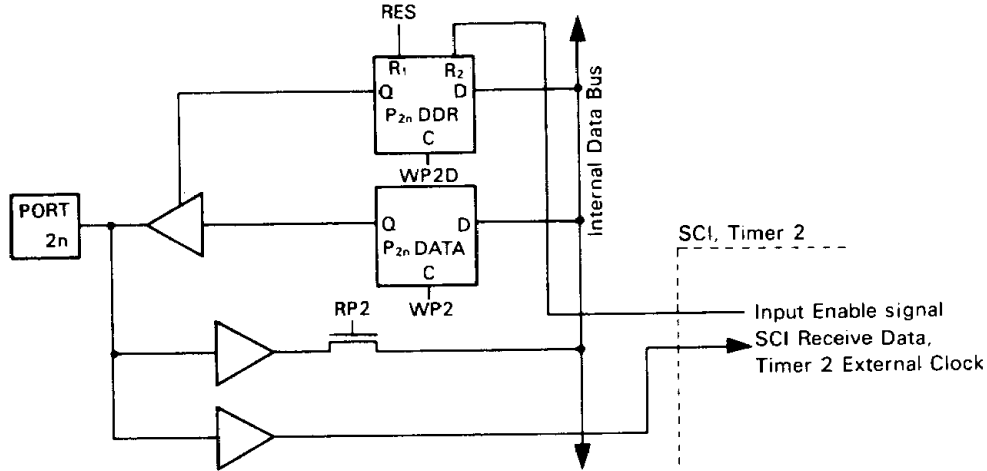 RES
R1 R2
Q D
P2n DDR
C
WP2D
Internal Data Bus
PORT
2n
Q D
P2n DATA
C
WP2
SCI, Timer 2
RP2
Input Enable signal
SCI Receive Data,
Timer 2 External Clock